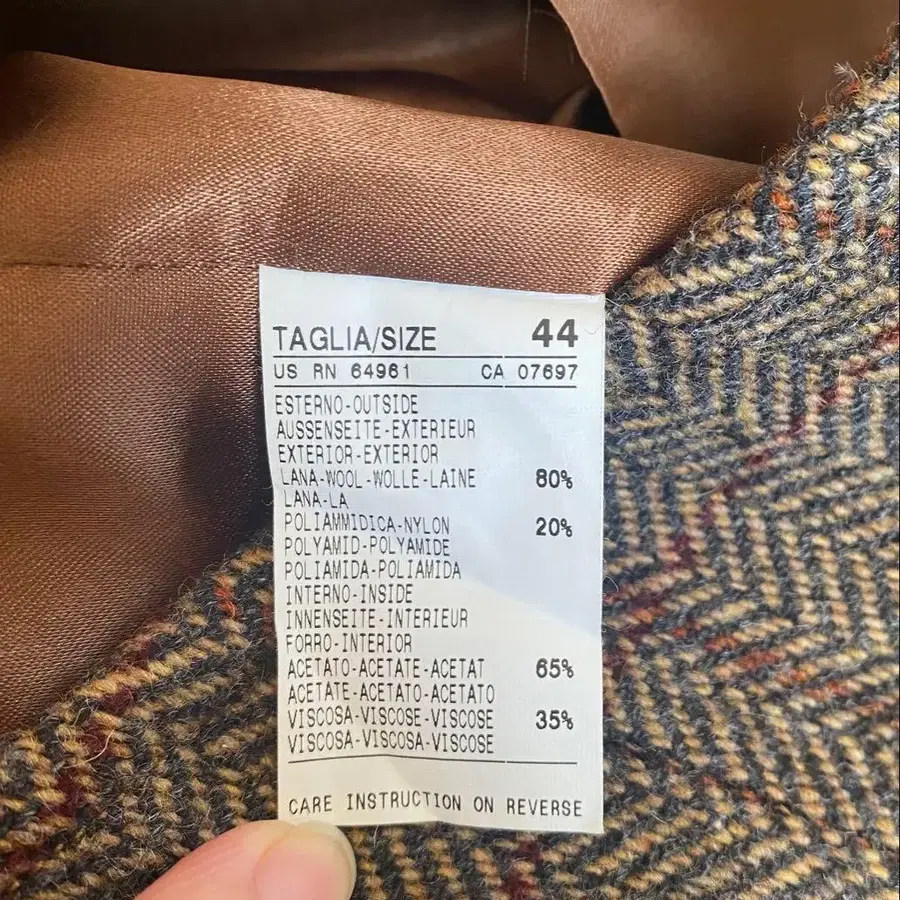 TAGLIA/SIZE 44
US RN 64961 CA 07697
ESTERNO-OUTSIDE
AUSSENSEITE-EXTERIEUR
EXTERIOR-EXTERIOR
LANA-WOOL-WOLLE-LAINE 80%
LANA-LA
POLIAMMIDICA-NYLON 20%
POLYAMID-POLYAMIDE
POLIAMIDA-POLIAMIDA
INTERNO-INSIDE
INNENSEITE-INTERIEUR
FORRO-INTERIOR
ACETATO-ACETATE-ACETAT 65%
ACETATE-ACETATO-ACETATO
VISCOSA-VISCOSE-VISCOSE 35%
VISCOSA-VISCOSA-VISCOSE
CARE INSTRUCTION ON REVERSE